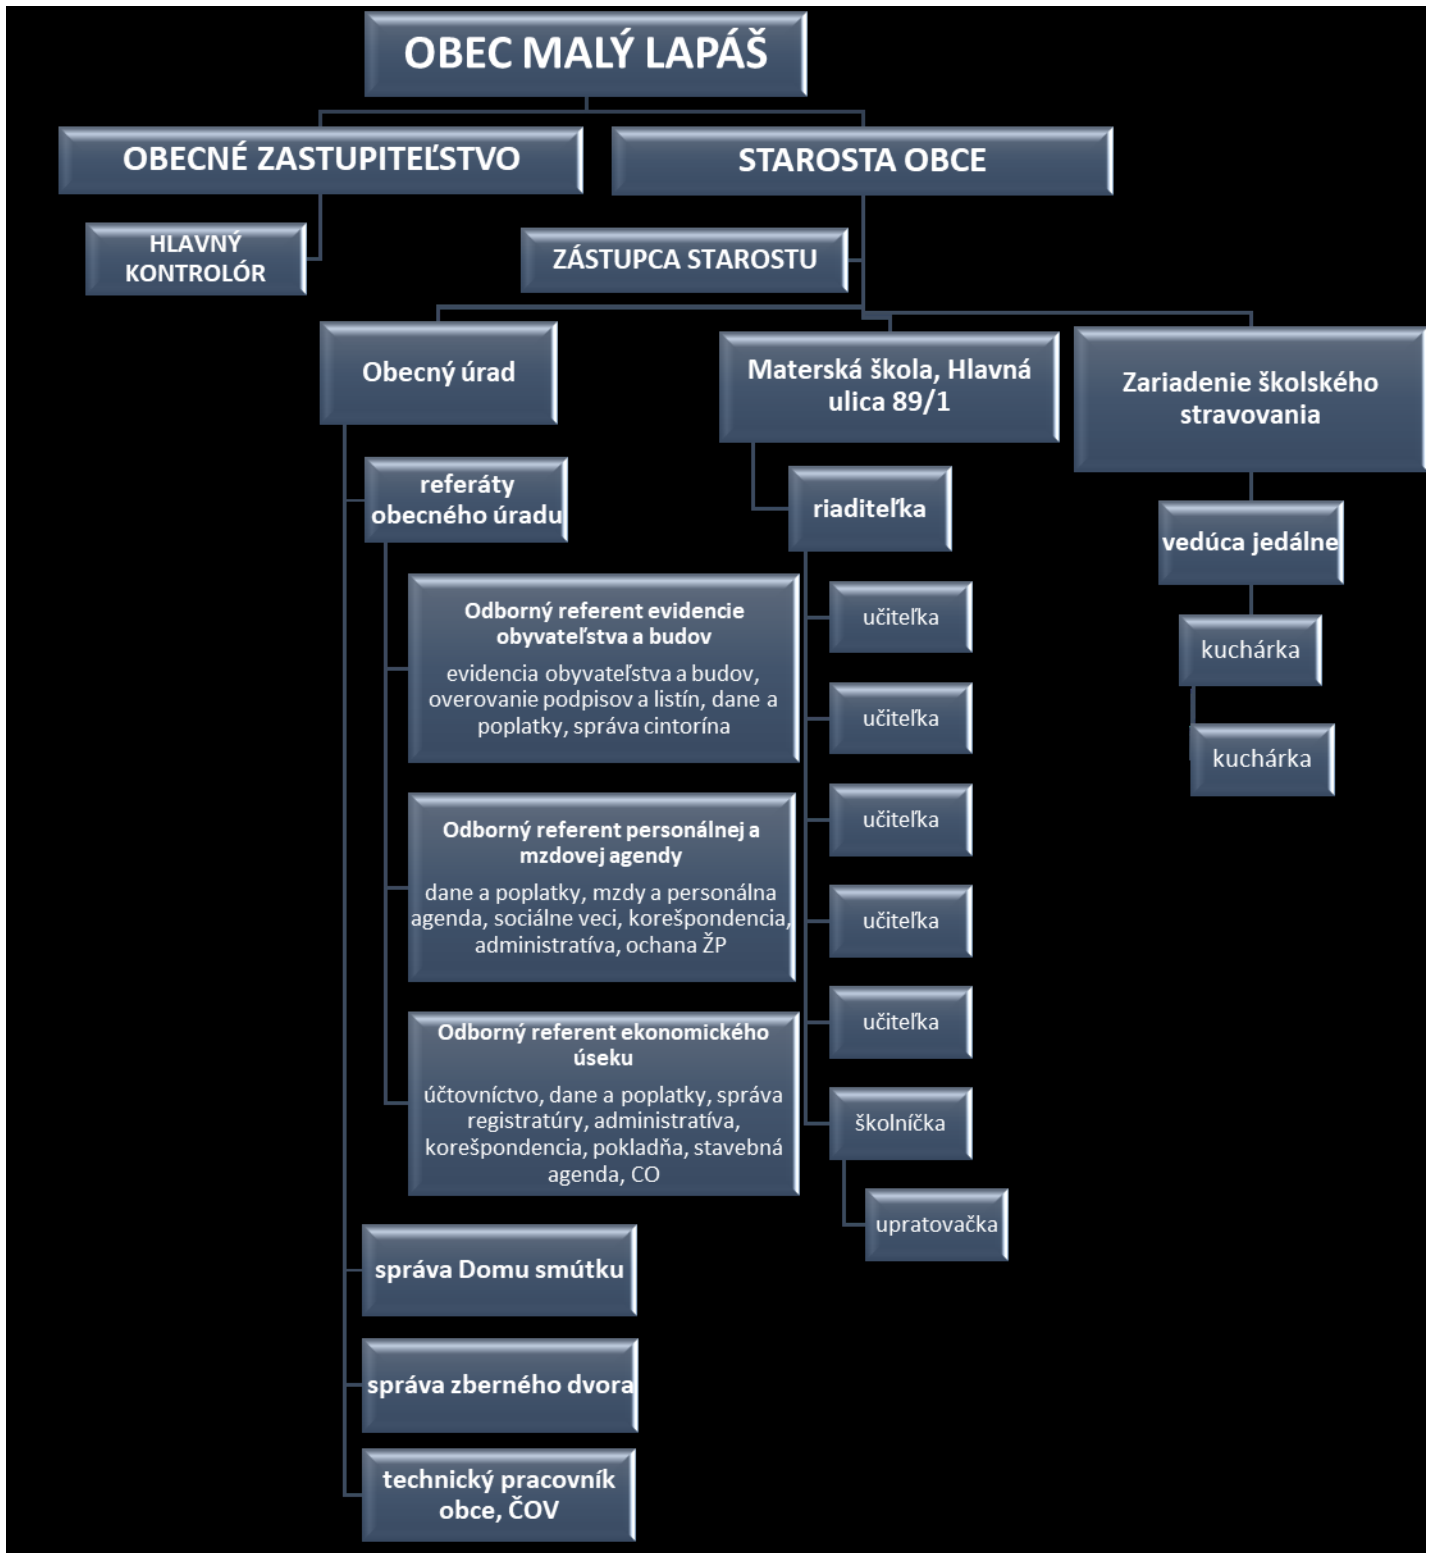 OBEC MALÝ LAPÁŠ
OBECNÉ ZASTUPITEĽSTVO
STAROSTA OBCE
HLAVNÝ
KONTROLÓR
ZÁSTUPCA STAROSTU
Obecný úrad
referáty
obecného úradu
Odborný referent evidencie
obyvateľstva a budov
evidencia obyvateľstva a budov,
overovanie podpisov a listín, dane a
poplatky, správa cintorína
Odborný referent personálnej a
mzdovej agendy
dane a poplatky, mzdy a personálna
agenda, sociálne veci, korešpondencia,
administratíva, ochana ŽP
Odborný referent ekonomického
úseku
účtovníctvo, dane a poplatky, správa
registratúry, administratíva,
korešpondencia, pokladňa, stavebná
agenda, CO
správa Domu smútku
správa zberného dvora
technický pracovník
obce, ČOV
Materská škola, Hlavná
ulica 89/1
riaditeľka
učiteľka
učiteľka
učiteľka
učiteľka
učiteľka
školníčka
upratovačka
Zariadenie školského
stravovania
vedúca jedálne
kuchárka
kuchárka